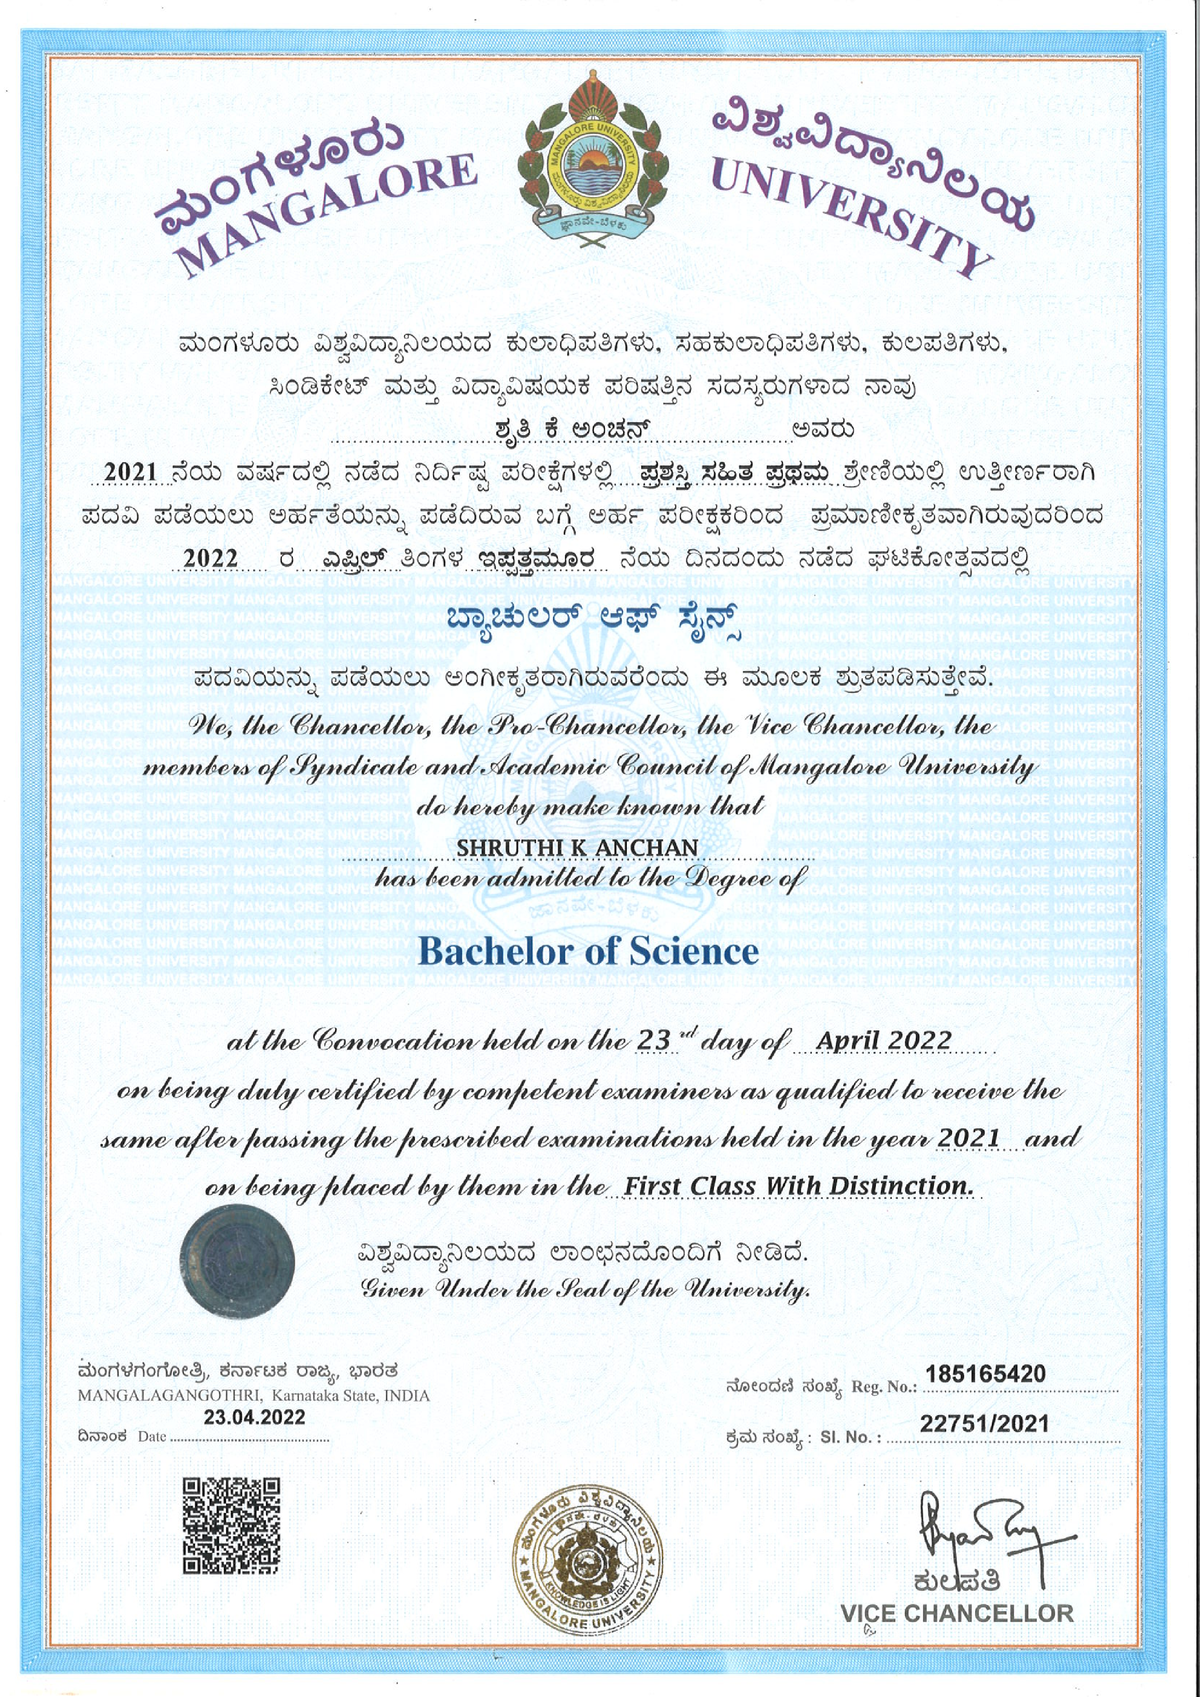 ಮಂಗಳೂರು ವಿಶ್ವವಿದ್ಯಾನಿಲಯ
MANGALORE UNIVERSITY
MANGALORE UNIVERSITY
ಮಂಗಳೂರು ವಿಶ್ವವಿದ್ಯಾನಿಲಯ
ಜ್ಞಾನವೇ-ಬೆಳಕು
ಮಂಗಳೂರು ವಿಶ್ವವಿದ್ಯಾನಿಲಯದ ಕುಲಾಧಿಪತಿಗಳು, ಸಹಕುಲಾಧಿಪತಿಗಳು, ಕುಲಪತಿಗಳು,
ಸಿಂಡಿಕೇಟ್ ಮತ್ತು ವಿದ್ಯಾವಿಷಯಕ ಪರಿಷತ್ತಿನ ಸದಸ್ಯರುಗಳಾದ ನಾವು
ಶೃತಿ ಕೆ ಅಂಚನ್ ಅವರು
2021 ನೆಯ ವರ್ಷದಲ್ಲಿ ನಡೆದ ನಿರ್ದಿಷ್ಟ ಪರೀಕ್ಷೆಗಳಲ್ಲಿ ಪ್ರಶಸ್ತಿ ಸಹಿತ ಪ್ರಥಮ ಶ್ರೇಣಿಯಲ್ಲಿ ಉತ್ತೀರ್ಣರಾಗಿ
ಪದವಿ ಪಡೆಯಲು ಅರ್ಹತೆಯನ್ನು ಪಡೆದಿರುವ ಬಗ್ಗೆ ಅರ್ಹ ಪರೀಕ್ಷಕರಿಂದ ಪ್ರಮಾಣೀಕೃತವಾಗಿರುವುದರಿಂದ
2022 ರ ಎಪ್ರಿಲ್ ತಿಂಗಳ ಇಪ್ಪತ್ತಮೂರ ನೆಯ ದಿನದಂದು ನಡೆದ ಘಟಿಕೋತ್ಸವದಲ್ಲಿ
ಬ್ಯಾಚುಲರ್ ಆಫ್ ಸೈನ್ಸ್
ಪದವಿಯನ್ನು ಪಡೆಯಲು ಅಂಗೀಕೃತರಾಗಿರುವರೆಂದು ಈ ಮೂಲಕ ಶ್ರುತಪಡಿಸುತ್ತೇವೆ.
We, the Chancellor, the Pro-Chancellor, the Vice Chancellor, the
members of Syndicate and Academic Council of Mangalore University
do hereby make known that
SHRUTHI K ANCHAN
has been admitted to the Degree of
Bachelor of Science
at the Convocation held on the 23rd day of April 2022
on being duly certified by competent examiners as qualified to receive the
same after passing the prescribed examinations held in the year 2021 and
on being placed by them in the First Class With Distinction.
ವಿಶ್ವವಿದ್ಯಾನಿಲಯದ ಲಾಂಛನದೊಂದಿಗೆ ನೀಡಿದೆ.
Given Under the Seal of the University.
ಮಂಗಳಗಂಗೋತ್ರಿ, ಕರ್ನಾಟಕ ರಾಜ್ಯ, ಭಾರತ
MANGALAGANGOTHRI, Karnataka State, INDIA
ದಿನಾಂಕ Date 23.04.2022
ನೋಂದಣಿ ಸಂಖ್ಯೆ Reg. No.: 185165420
ಕ್ರಮ ಸಂಖ್ಯೆ : Sl. No. : 22751/2021
ಮಂಗಳೂರು ವಿಶ್ವವಿದ್ಯಾನಿಲಯ
KNOWLEDGE IS LIGHT
MANGALORE UNIVERSITY
ಕುಲಪತಿ
VICE CHANCELLOR